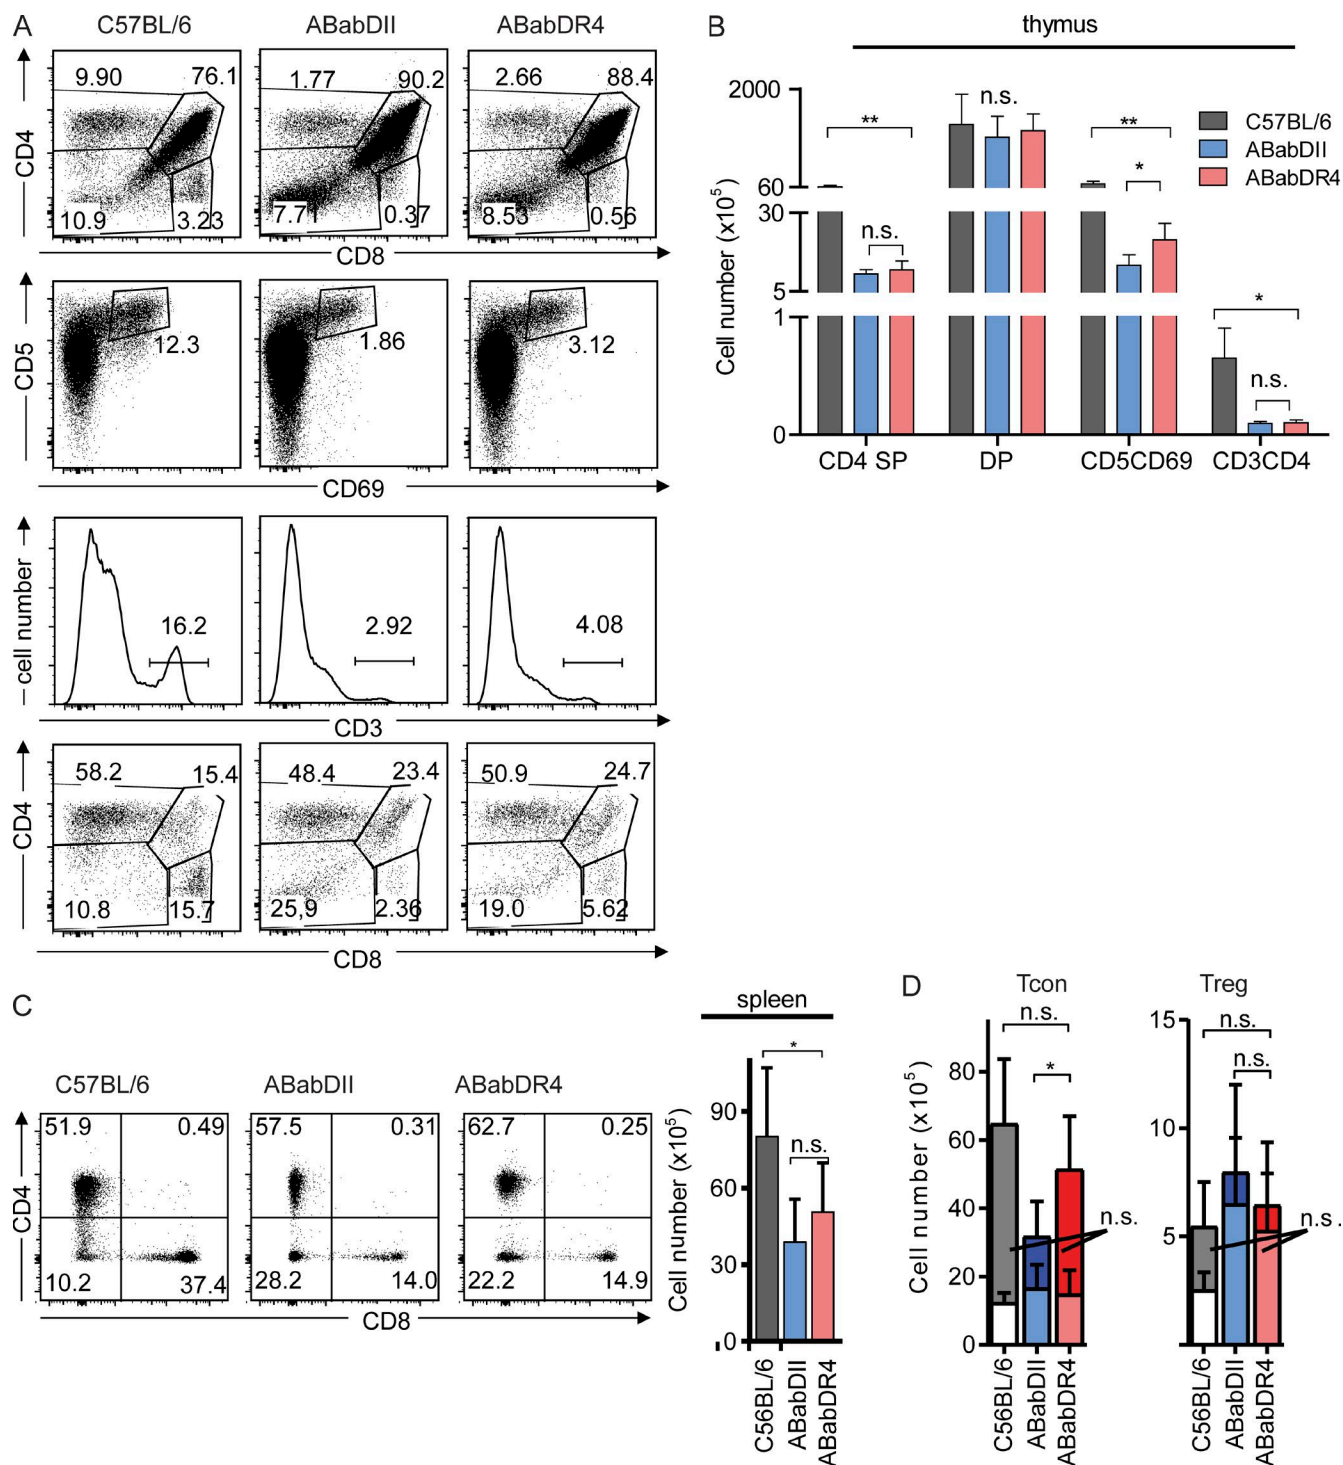 A
C57BL/6 ABabDII ABabDR4
CD4
9.90 76.1 1.77 90.2 2.66 88.4
10.9 3.23 7.71 0.37 8.53 0.56
CD8
CD5
12.3 1.86 3.12
CD69
cell number
16.2 2.92 4.08
CD3
CD4
58.2 15.4 48.4 23.4 50.9 24.7
10.8 15.7 25,9 2.36 19.0 5.62
CD8
B
thymus
Cell number (x10⁵)
2000
60
30
5
1
0
** n.s. ** *
n.s. * n.s.
C57BL/6
ABabDII
ABabDR4
CD4 SP DP CD5CD69 CD3CD4
C
C57BL/6 ABabDII ABabDR4
CD4
51.9 0.49 57.5 0.31 62.7 0.25
10.2 37.4 28.2 14.0 22.2 14.9
CD8
spleen
Cell number (x10⁵)
90
60
30
0
*
n.s.
C56BL/6
ABabDII
ABabDR4
D
Tcon
Cell number (x10⁵)
80
60
40
20
0
n.s.
*
n.s.
C56BL/6
ABabDII
ABabDR4
Treg
15
10
5
n.s.
n.s.
n.s.
C56BL/6
ABabDII
ABabDR4